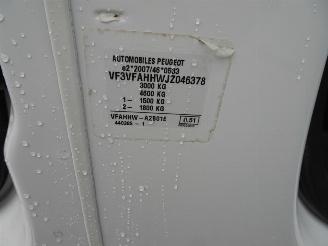 AUTOMOBILES PEUGEOT
e2*2007/46*0533
VF3VFAHHWJZ046378
3000 KG
4600 KG
1- 1500 KG
2- 1800 KG
VFAHHW-
0.51